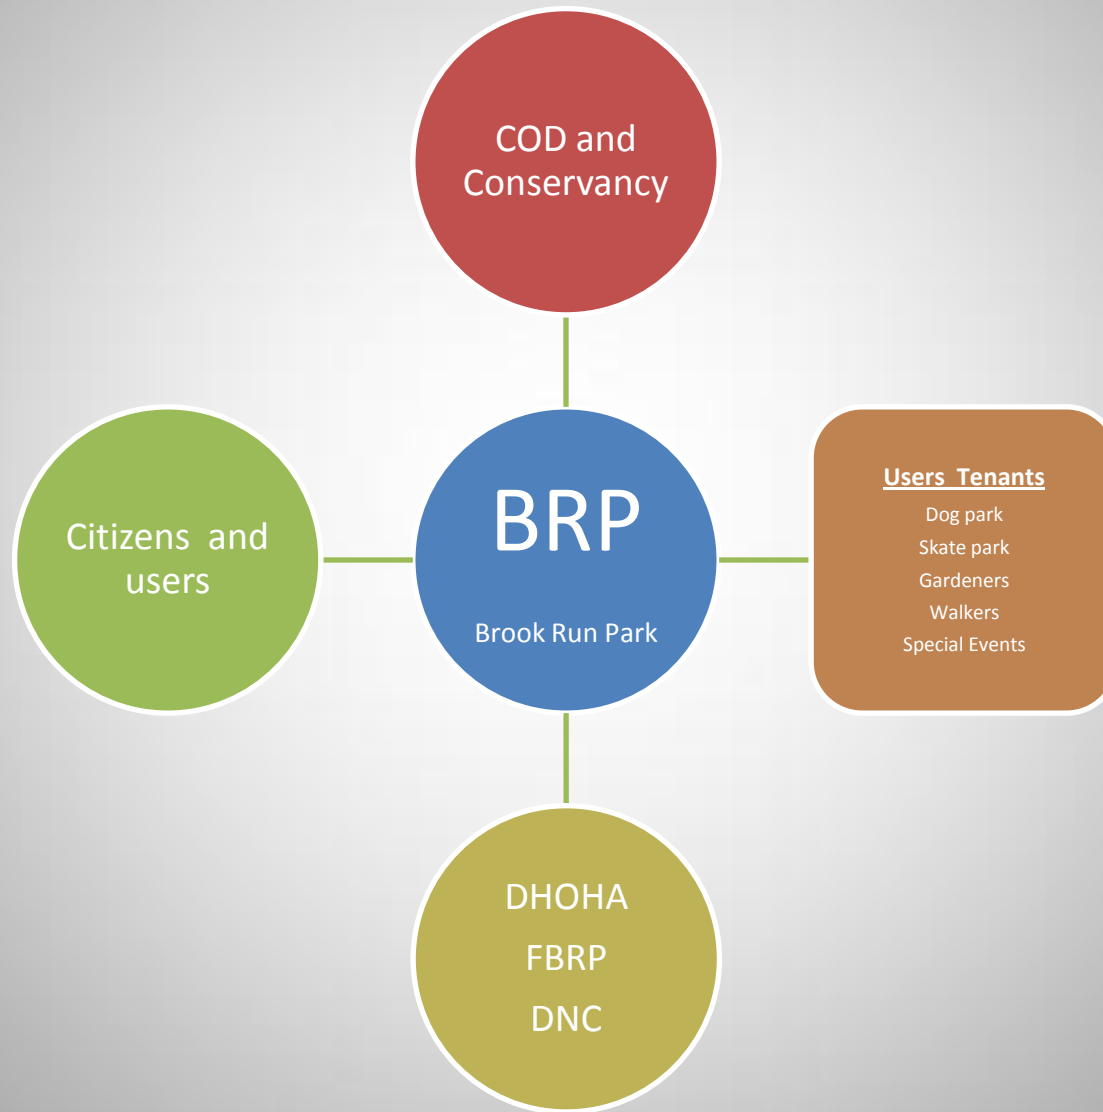 COD and
Conservancy
Citizens and
users
BRP
Brook Run Park
Users Tenants
Dog park
Skate park
Gardeners
Walkers
Special Events
DHOHA
FBRP
DNC